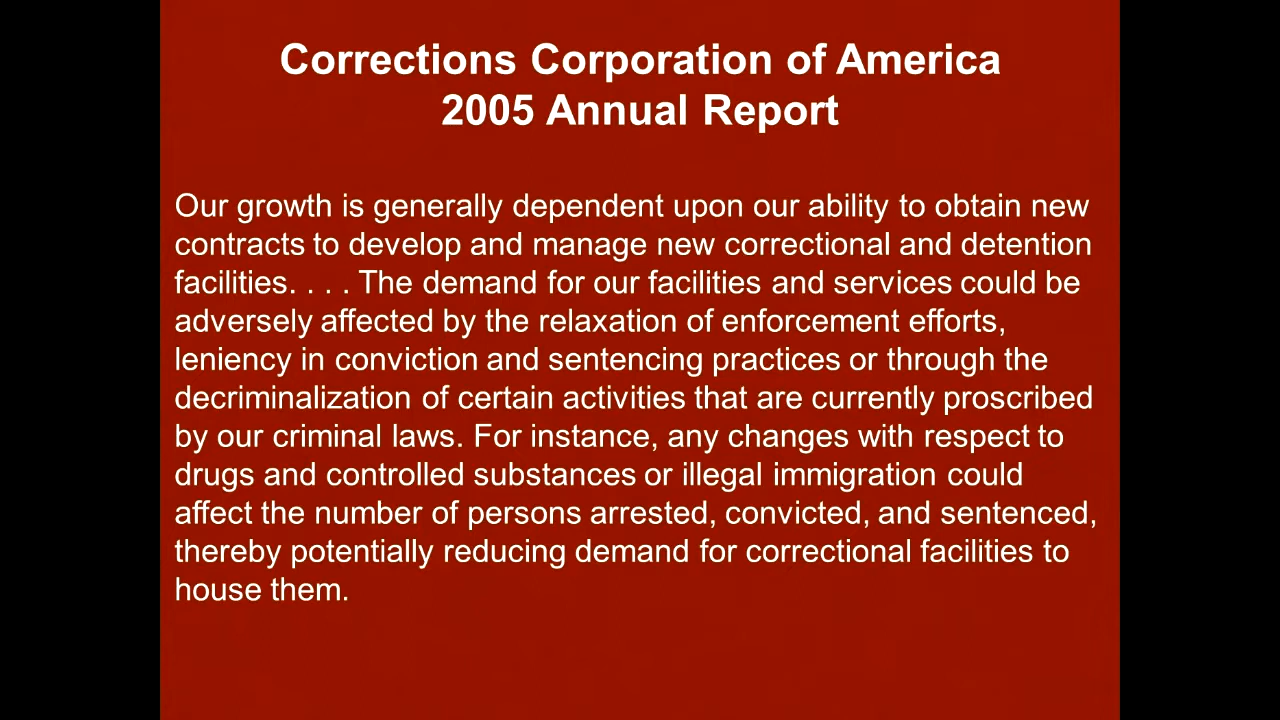 Corrections Corporation of America
2005 Annual Report
Our growth is generally dependent upon our ability to obtain new
contracts to develop and manage new correctional and detention
facilities. . . . The demand for our facilities and services could be
adversely affected by the relaxation of enforcement efforts,
leniency in conviction and sentencing practices or through the
decriminalization of certain activities that are currently proscribed
by our criminal laws. For instance, any changes with respect to
drugs and controlled substances or illegal immigration could
affect the number of persons arrested, convicted, and sentenced,
thereby potentially reducing demand for correctional facilities to
house them.